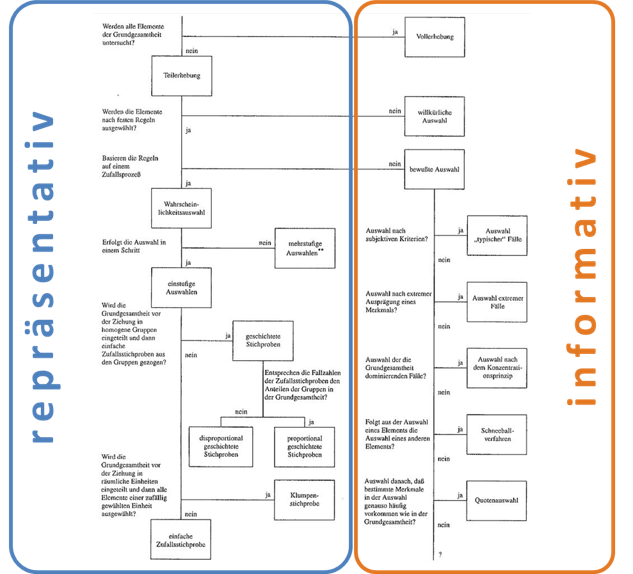 repräsentativ
Werden alle Elemente
der Grundgesamtheit
untersucht?
ja
Vollerhebung
nein
Teilerhebung
Werden die Elemente
nach festen Regeln
ausgewählt?
nein
willkürliche
Auswahl
ja
Basieren die Regeln
auf einem
Zufallsprozeß
nein
bewußte Auswahl
ja
Wahrschein-
lichkeitsauswahl
Erfolgt die Auswahl in
einem Schritt
nein
mehrstufige
Auswahlen**
ja
einstufige
Auswahlen
Wird die
Grundgesamtheit vor
der Ziehung in
homogene Gruppen
eingeteilt und dann
einfache
Zufallsstichproben aus
den Gruppen gezogen?
ja
geschichtete
Stichproben
nein
Entsprechen die Fallzahlen
der Zufallsstichproben den
Anteilen der Gruppen in
der Grundgesamtheit?
nein
ja
disproportional
geschichtete
Stichproben
proportional
geschichtete
Stichproben
Wird die
Grundgesamtheit vor
der Ziehung in
räumliche Einheiten
eingeteilt und dann alle
Elemente einer zufällig
gewählten Einheit
ausgewählt?
ja
Klumpen-
stichprobe
nein
einfache
Zufallsstichprobe
Auswahl nach
subjektiven Kriterien?
ja
Auswahl
„typischer“ Fälle
nein
Auswahl nach extremer
Ausprägung eines
Merkmals?
ja
Auswahl extremer
Fälle
nein
Auswahl der die
Grundgesamtheit
dominierenden Fälle?
ja
Auswahl nach
dem Konzentrati-
onsprinzip
nein
Folgt aus der Auswahl
eines Elements die
Auswahl eines anderen
Elements?
ja
Schneeball-
verfahren
nein
Auswahl danach, daß
bestimmte Merkmale
in der Auswahl
genauso häufig
vorkommen wie in der
Grundgesamtheit?
ja
Quotenauswahl
nein
?
informativ